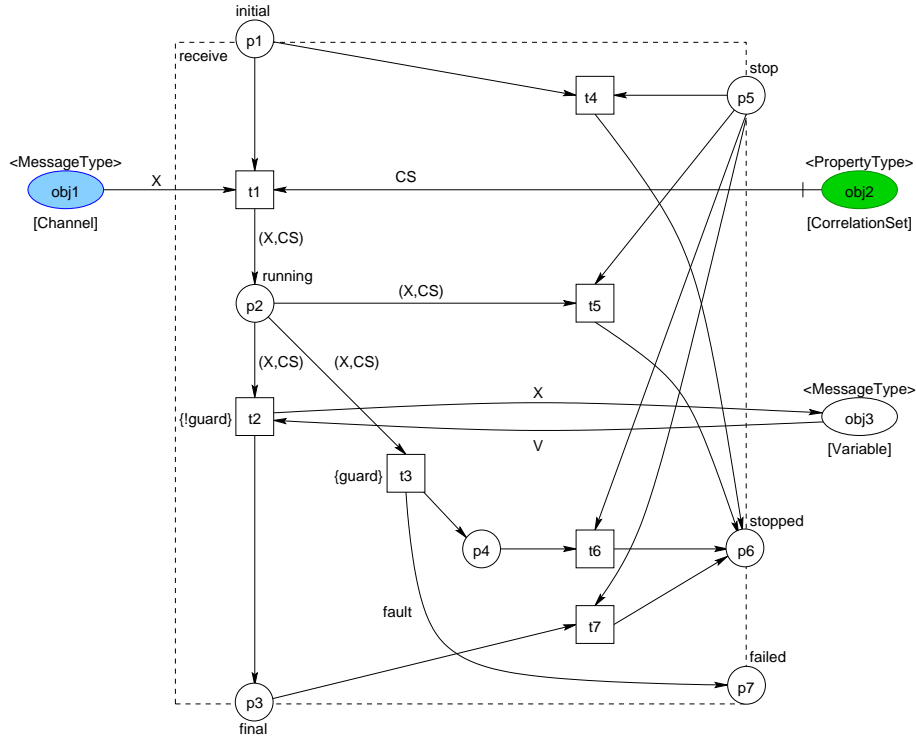 initial
p1
receive
stop
t4
p5
<MessageType>
<PropertyType>
X
CS
obj1
t1
obj2
[Channel]
[CorrelationSet]
(X,CS)
running
(X,CS)
p2
t5
(X,CS)
(X,CS)
<MessageType>
X
{!guard}
t2
obj3
V
[Variable]
{guard}
t3
stopped
p4
t6
p6
fault
t7
failed
p7
p3
final